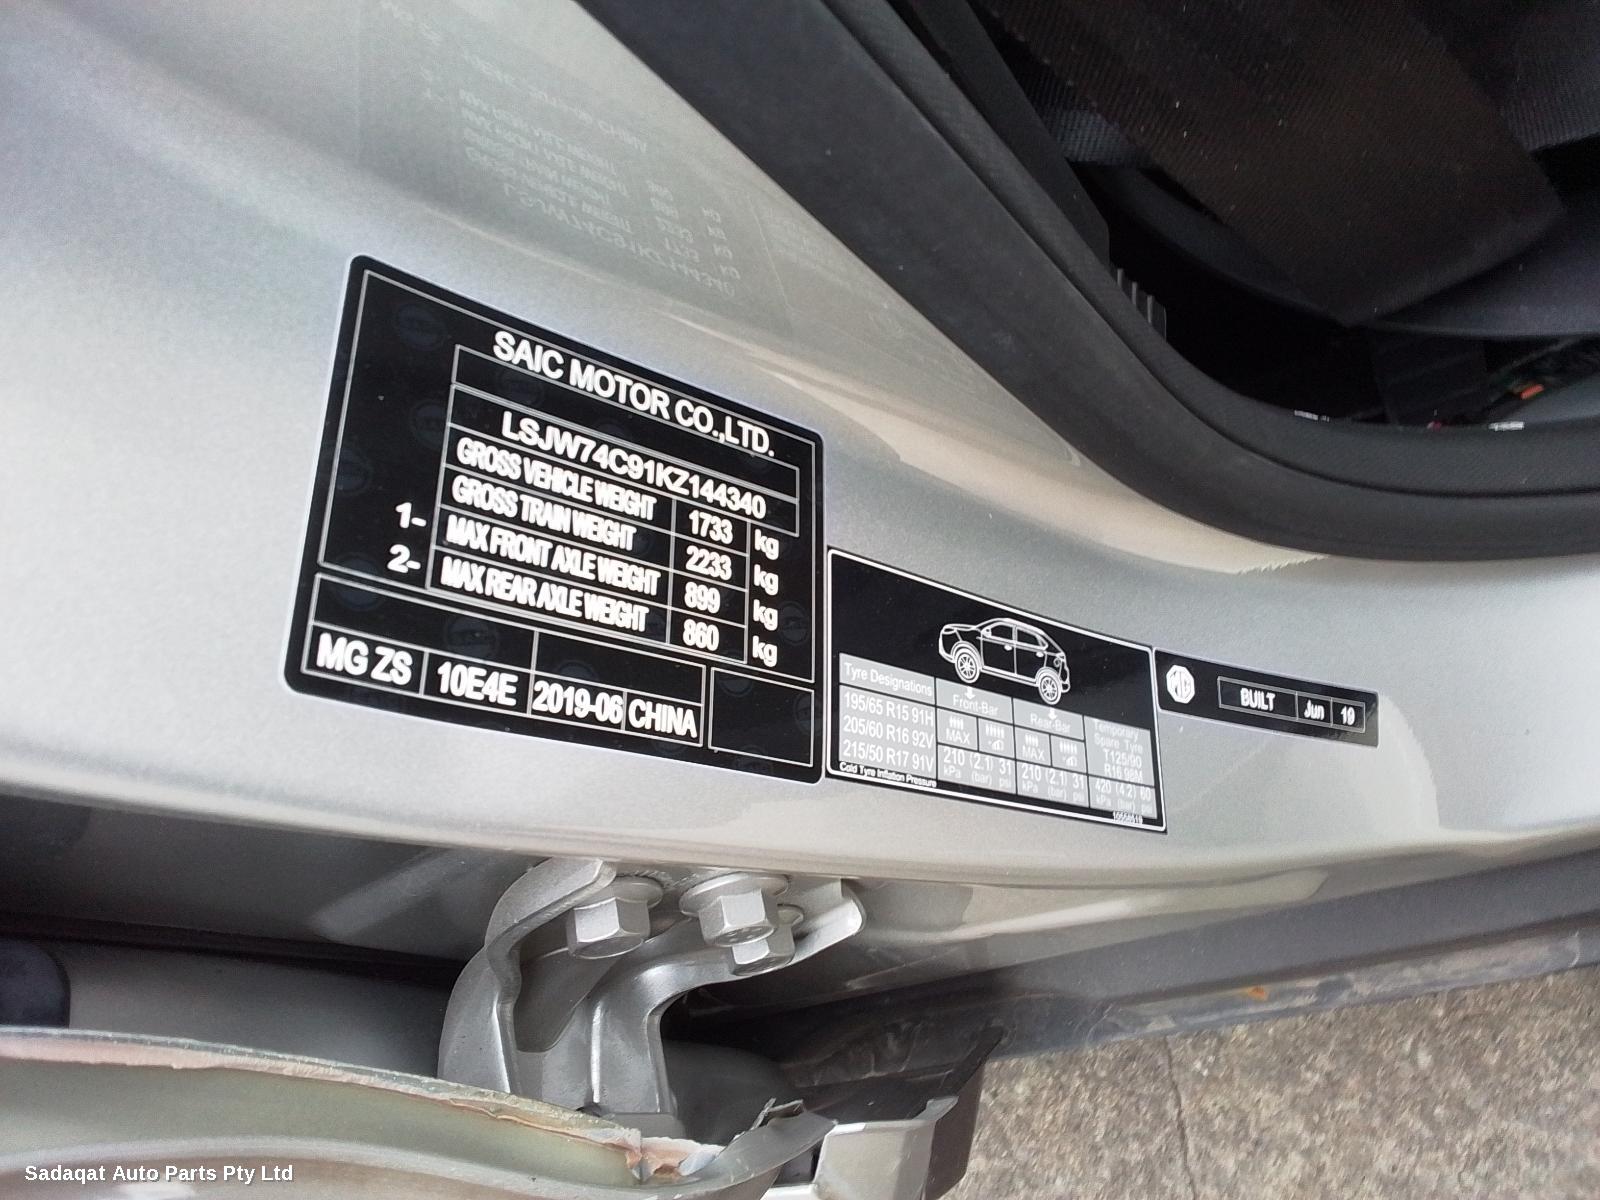 SAIC MOTOR CO.,LTD.
LSJW74C91KZ144340
GROSS VEHICLE WEIGHT 1733 kg
GROSS TRAIN WEIGHT 2233 kg
1- MAX FRONT AXLE WEIGHT 899 kg
2- MAX REAR AXLE WEIGHT 860 kg
MG ZS 10E4E 2019-06 CHINA
Tyre Designations Front-Bar Rear-Bar Temporary Spare Tyre
195/65 R15 91H
205/60 R16 92V
215/50 R17 91V
MAX MAX
T125/90
R16 98M
210 (2.1) 31 210 (2.1) 31 420 (4.2) 60
kPa (bar) psi kPa (bar) psi kPa (bar) psi
Cold Tyre Inflation Pressure
MG BUILT Jun 19
Sadaqat Auto Parts Pty Ltd